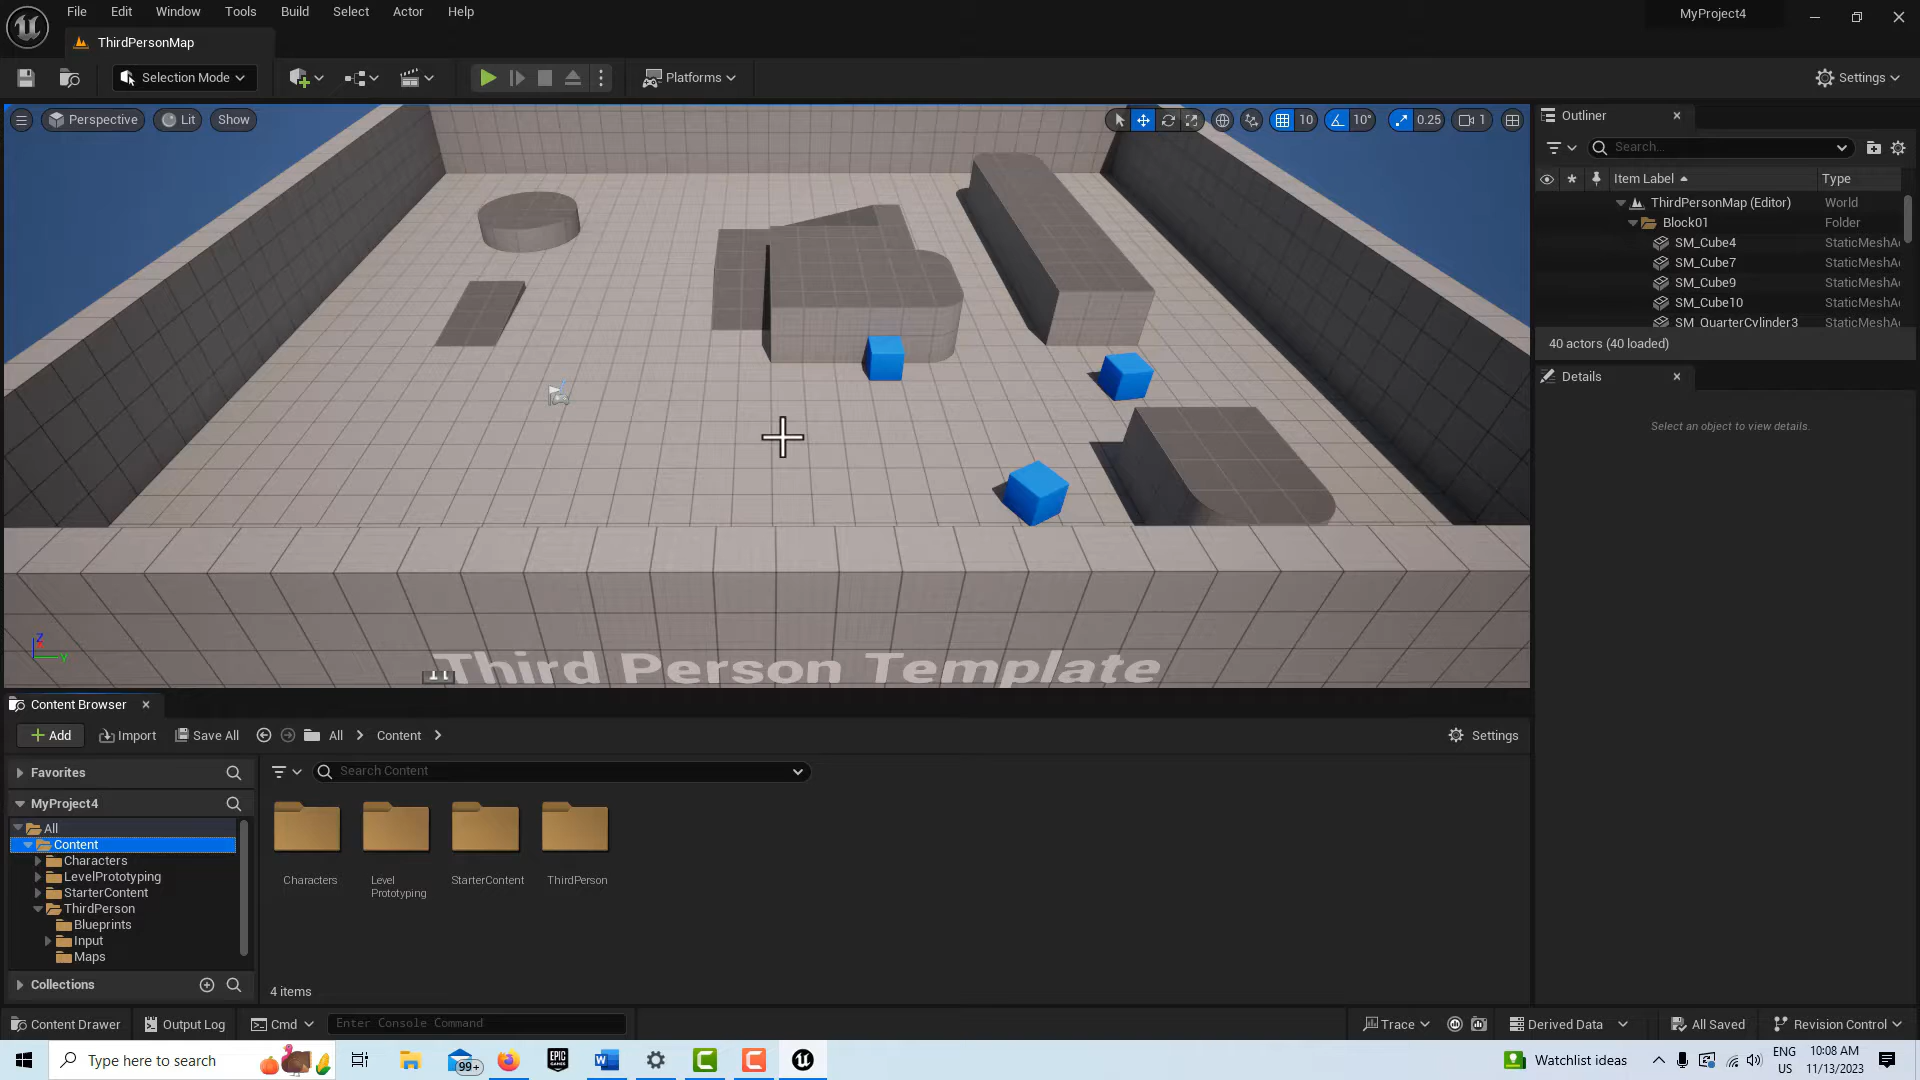 File Edit Window Tools Build Select Actor Help
MyProject4
ThirdPersonMap
Selection Mode
Platforms
Settings
Perspective Lit Show
10 10° 0.25 1
Outliner
Search...
Item Label Type
ThirdPersonMap (Editor) World
Block01 Folder
SM_Cube4 StaticMeshA
SM_Cube7 StaticMeshA
SM_Cube9 StaticMeshA
SM_Cube10 StaticMeshA
SM_QuarterCylinder3 StaticMeshA
40 actors (40 loaded)
Details
Select an object to view details.
Third Person Template
Z
Y
Content Browser
Add Import Save All All Content
Settings
Favorites
Search Content
MyProject4
All
Content
Characters
LevelPrototyping
StarterContent
ThirdPerson
Blueprints
Input
Maps
Collections
Characters
Level
Prototyping
StarterContent
ThirdPerson
4 items
Content Drawer Output Log Cmd Enter Console Command
Trace Derived Data All Saved Revision Control
Type here to search
99+
EPIC
GAMES
W
Watchlist ideas
ENG
US
10:08 AM
11/13/2023